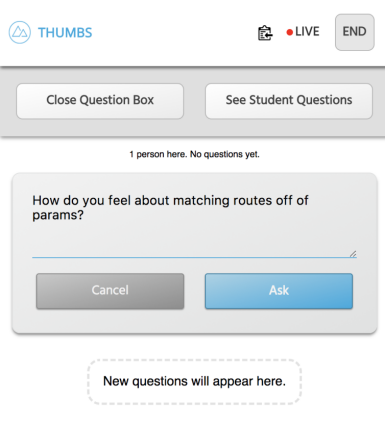 THUMBS
LIVE
END
Close Question Box
See Student Questions
1 person here. No questions yet.
How do you feel about matching routes off of
params?
Cancel
Ask
New questions will appear here.